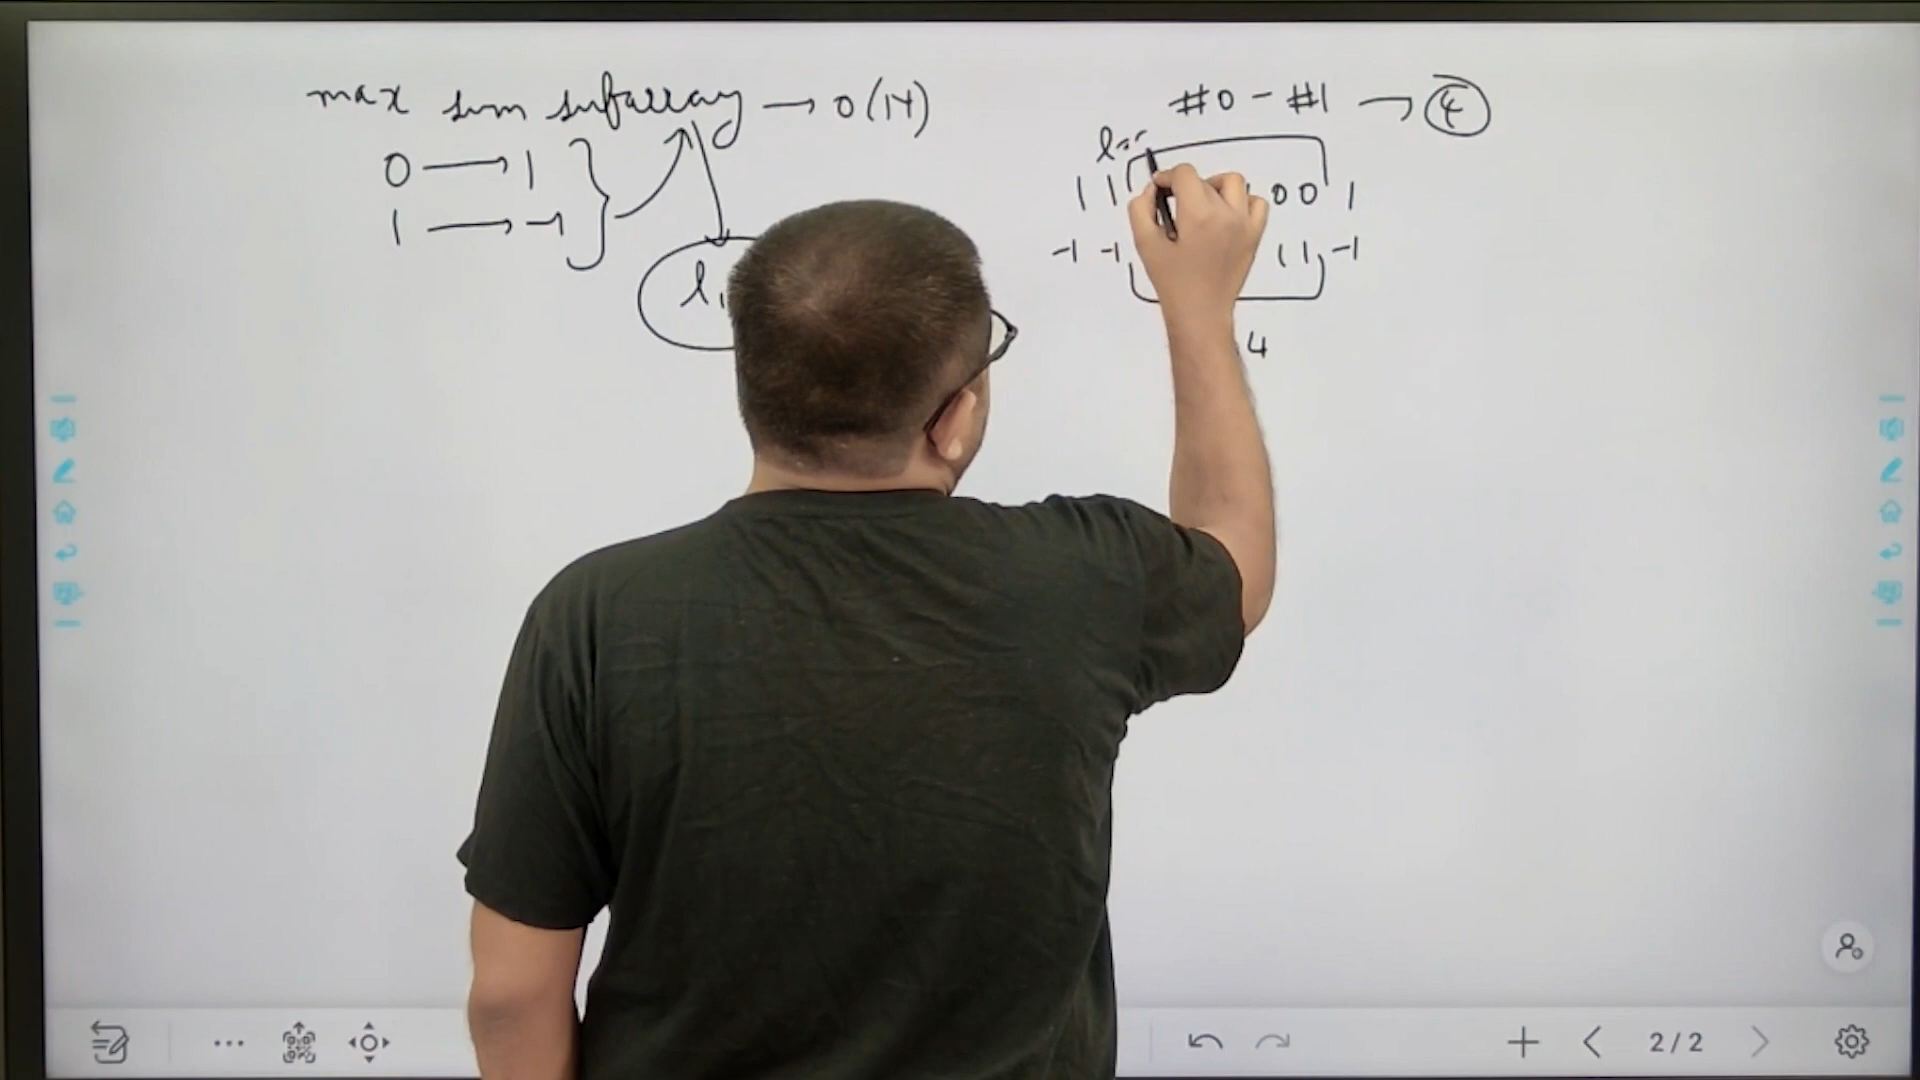 max sum subarray → O(N)
0 → 1
1 → -1
#0 - #1 → 4
1 1 0 0 1
-1 -1 1 1 -1
4
2/2